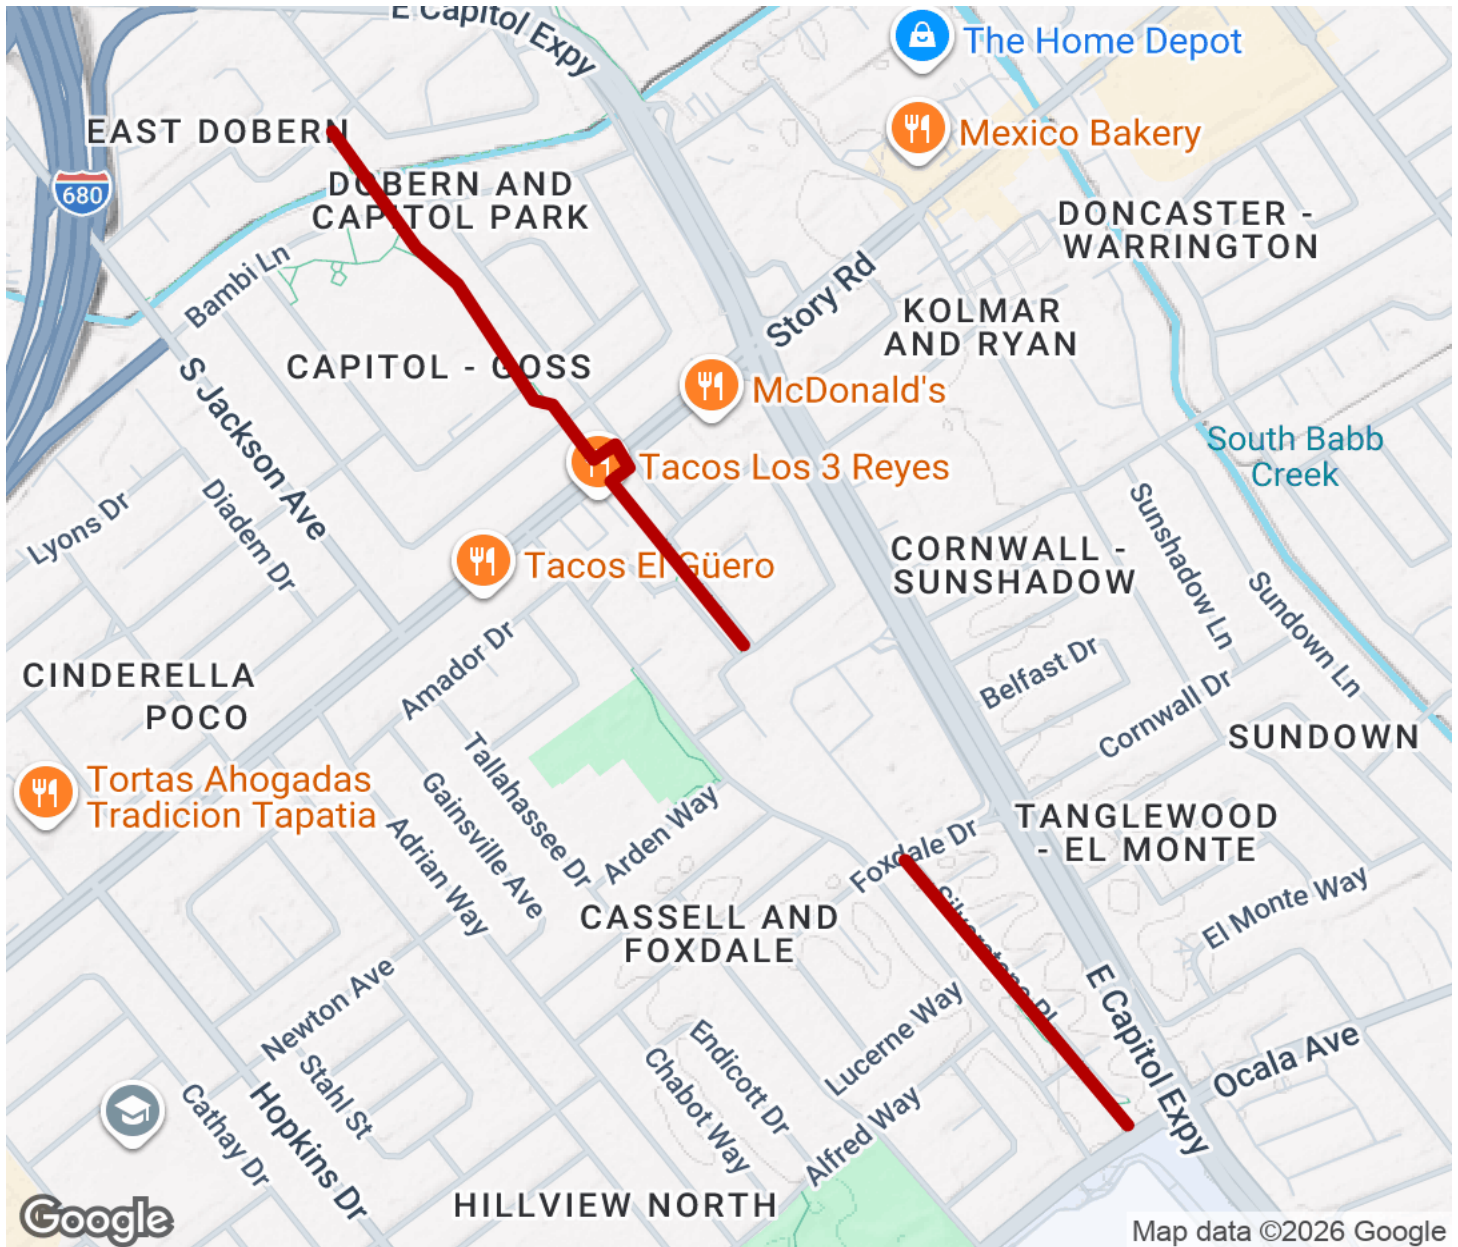 E Capitol Expy
The Home Depot
EAST DOBERN
Mexico Bakery
680
DOBERN AND
CAPITOL PARK
DONCASTER -
WARRINGTON
Bambi Ln
Story Rd
KOLMAR
AND RYAN
CAPITOL - GOSS
McDonald's
S Jackson Ave
South Babb
Creek
Tacos Los 3 Reyes
Lyons Dr
Diadem Dr
Sunshadow Ln
CORNWALL -
SUNSHADOW
Tacos El Güero
Sundown Ln
Amador Dr
Belfast Dr
CINDERELLA
POCO
Cornwall Dr
SUNDOWN
Tortas Ahogadas
Tradicion Tapatia
Tallahassee Dr
Gainsville Ave
Adrian Way
Arden Way
Foxdale Dr
TANGLEWOOD
- EL MONTE
El Monte Way
CASSELL AND
FOXDALE
Silverstone Pl
E Capitol Expy
Newton Ave
Stahl St
Lucerne Way
Endicott Dr
Chabot Way
Ocala Ave
Hopkins Dr
Cathay Dr
Alfred Way
HILLVIEW NORTH
Google
Map data ©2026 Google